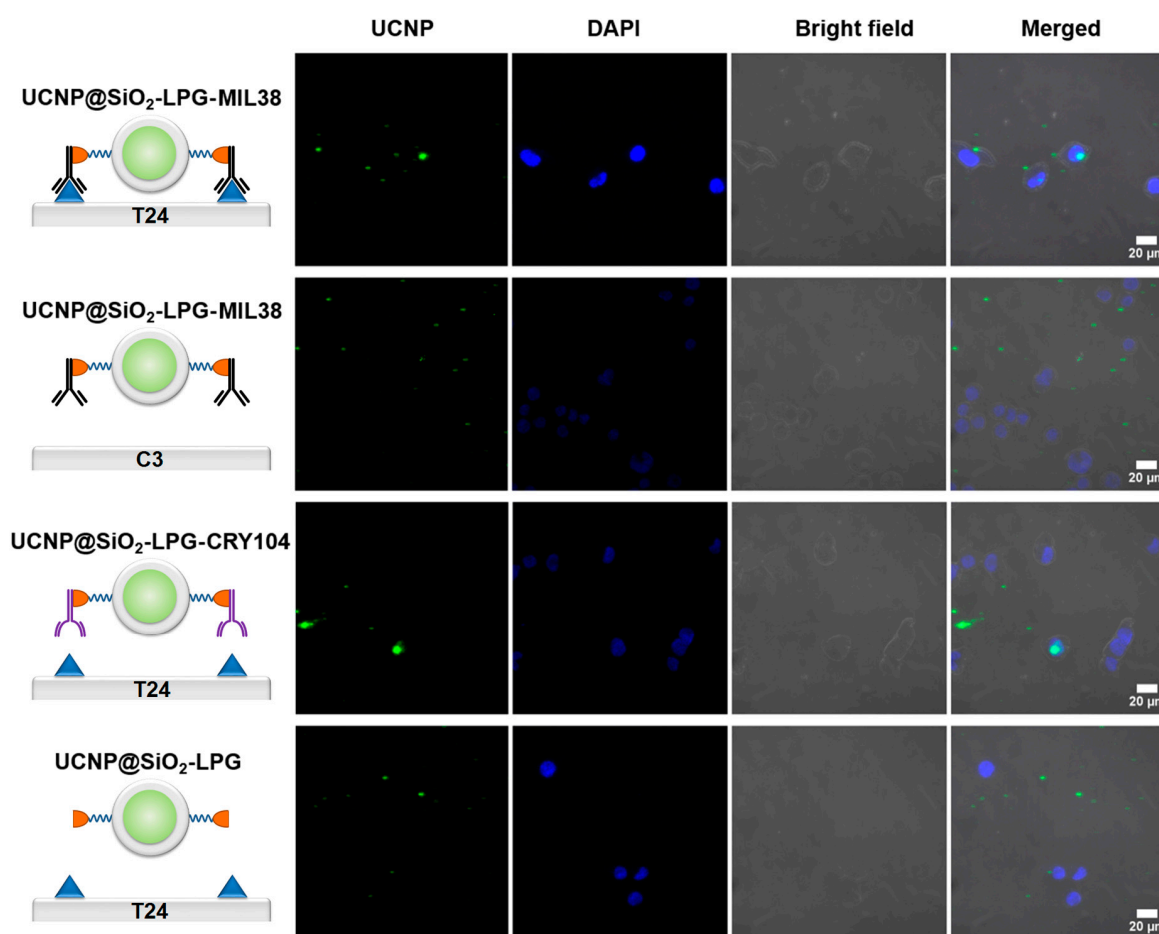 UCNP DAPI Bright field Merged
UCNP@SiO₂-LPG-MIL38
T24
20 µm
UCNP@SiO₂-LPG-MIL38
C3
20 µm
UCNP@SiO₂-LPG-CRY104
T24
20 µm
UCNP@SiO₂-LPG
T24
20 µm